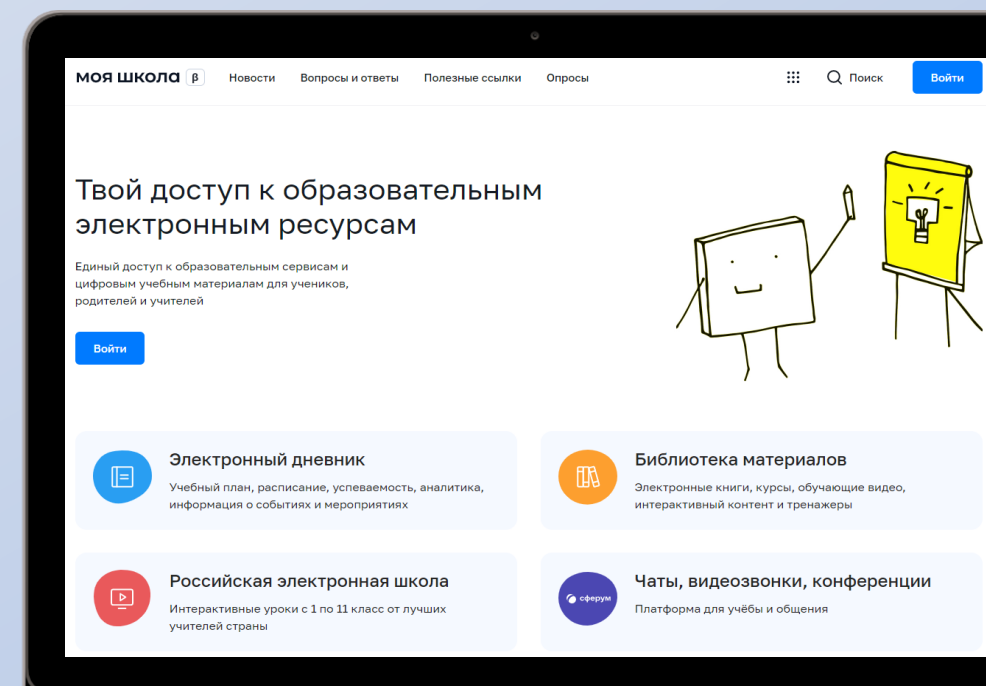 МОЯ ШКОЛА β Новости Вопросы и ответы Полезные ссылки Опросы Поиск Войти
Твой доступ к образовательным
электронным ресурсам
Единый доступ к образовательным сервисам и
цифровым учебным материалам для учеников,
родителей и учителей
Войти
Электронный дневник
Учебный план, расписание, успеваемость, аналитика,
информация о событиях и мероприятиях
Библиотека материалов
Электронные книги, курсы, обучающие видео,
интерактивный контент и тренажеры
Российская электронная школа
Интерактивные уроки с 1 по 11 класс от лучших
учителей страны
сферум
Чаты, видеозвонки, конференции
Платформа для учёбы и общения